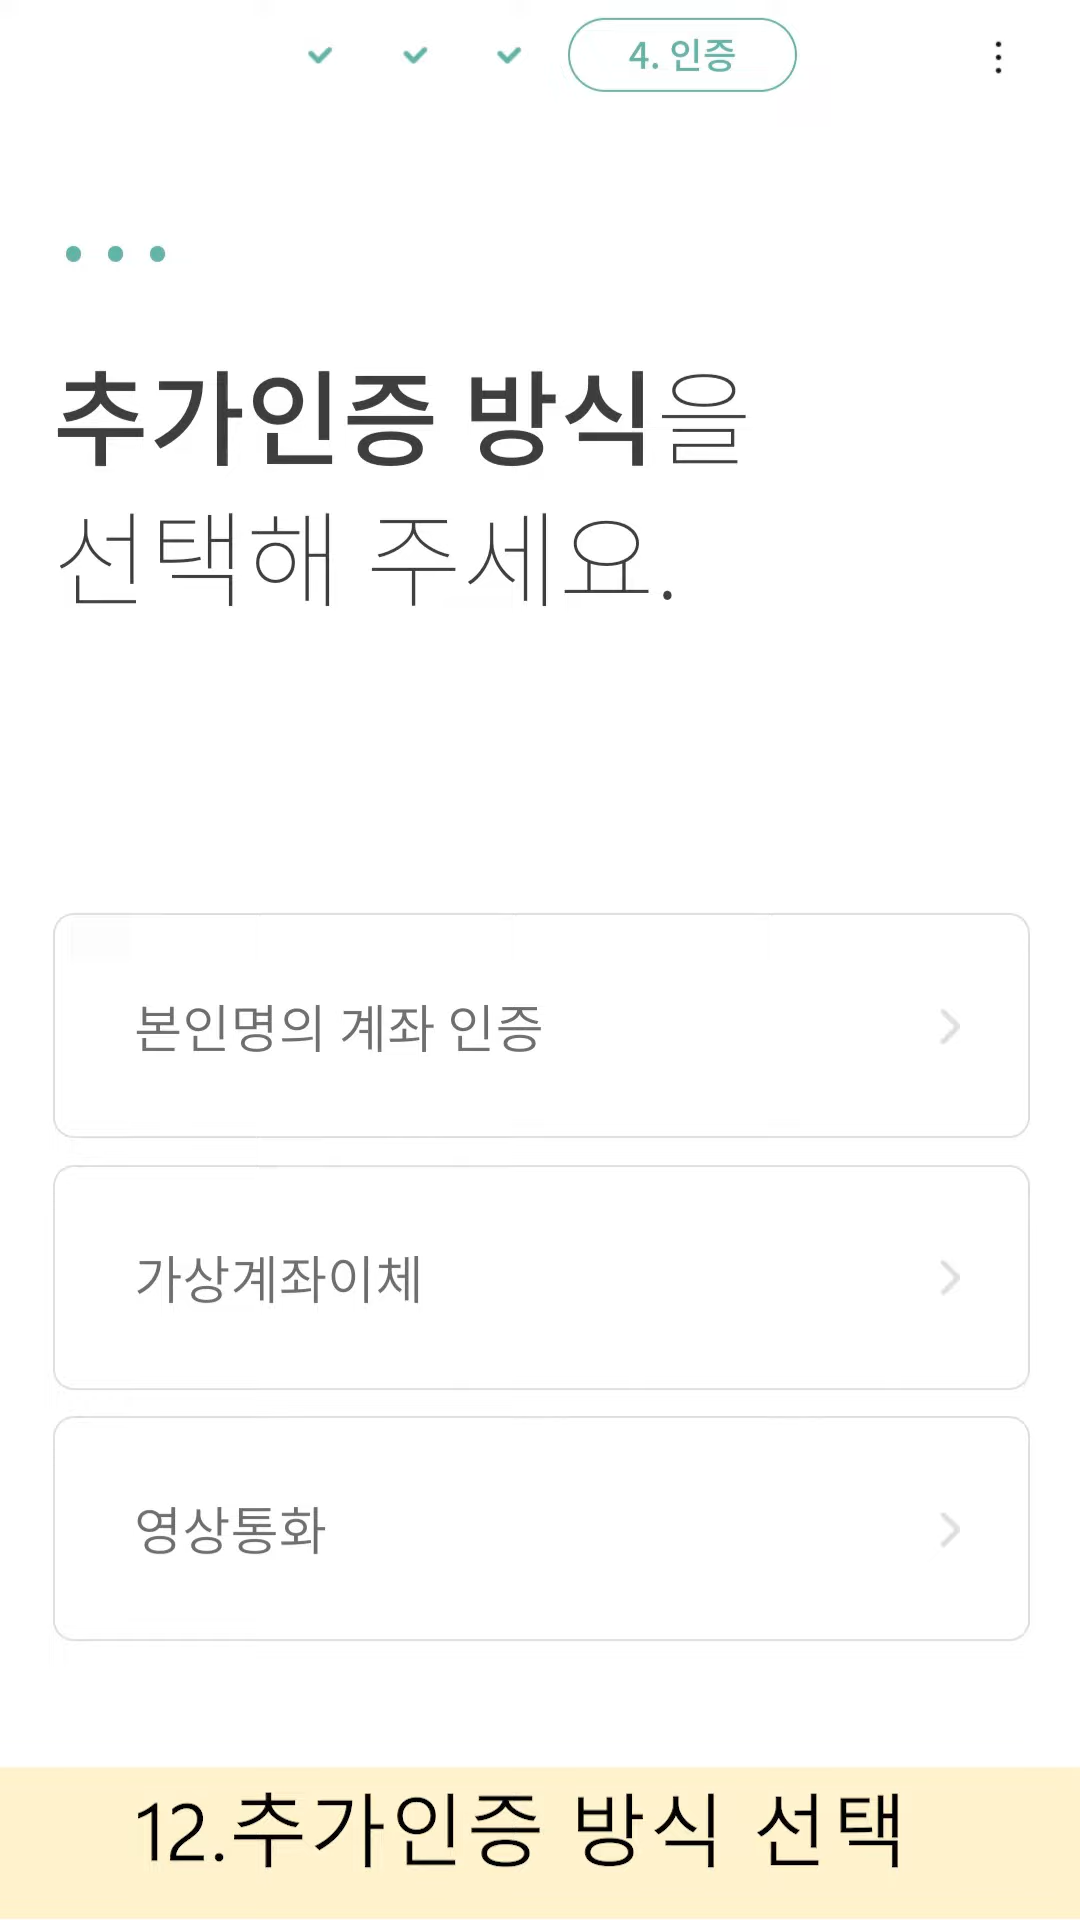 4. 인증
추가인증 방식을
선택해 주세요.
본인명의 계좌 인증
가상계좌이체
영상통화
12.추가인증 방식 선택